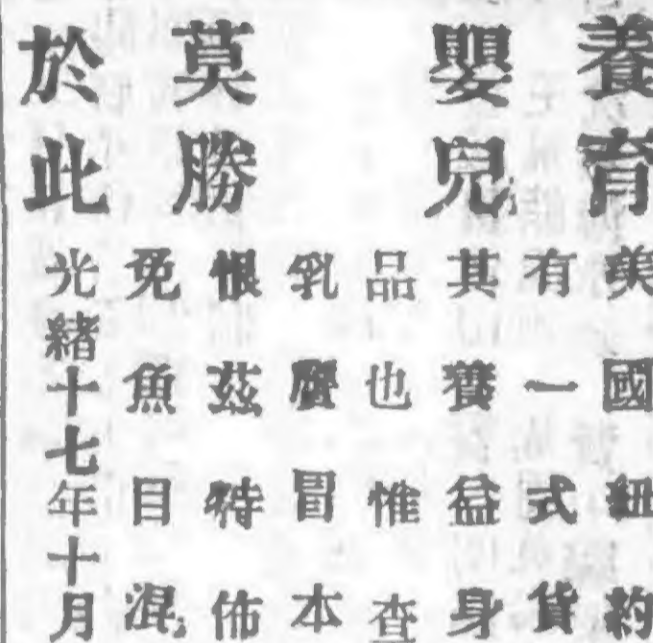 養育
嬰兒
莫勝
於此
美國紐約
有一式貨
其養益身
品也惟查
乳賡冒本
恨茲特佈
免魚目混
光緒十七年十月